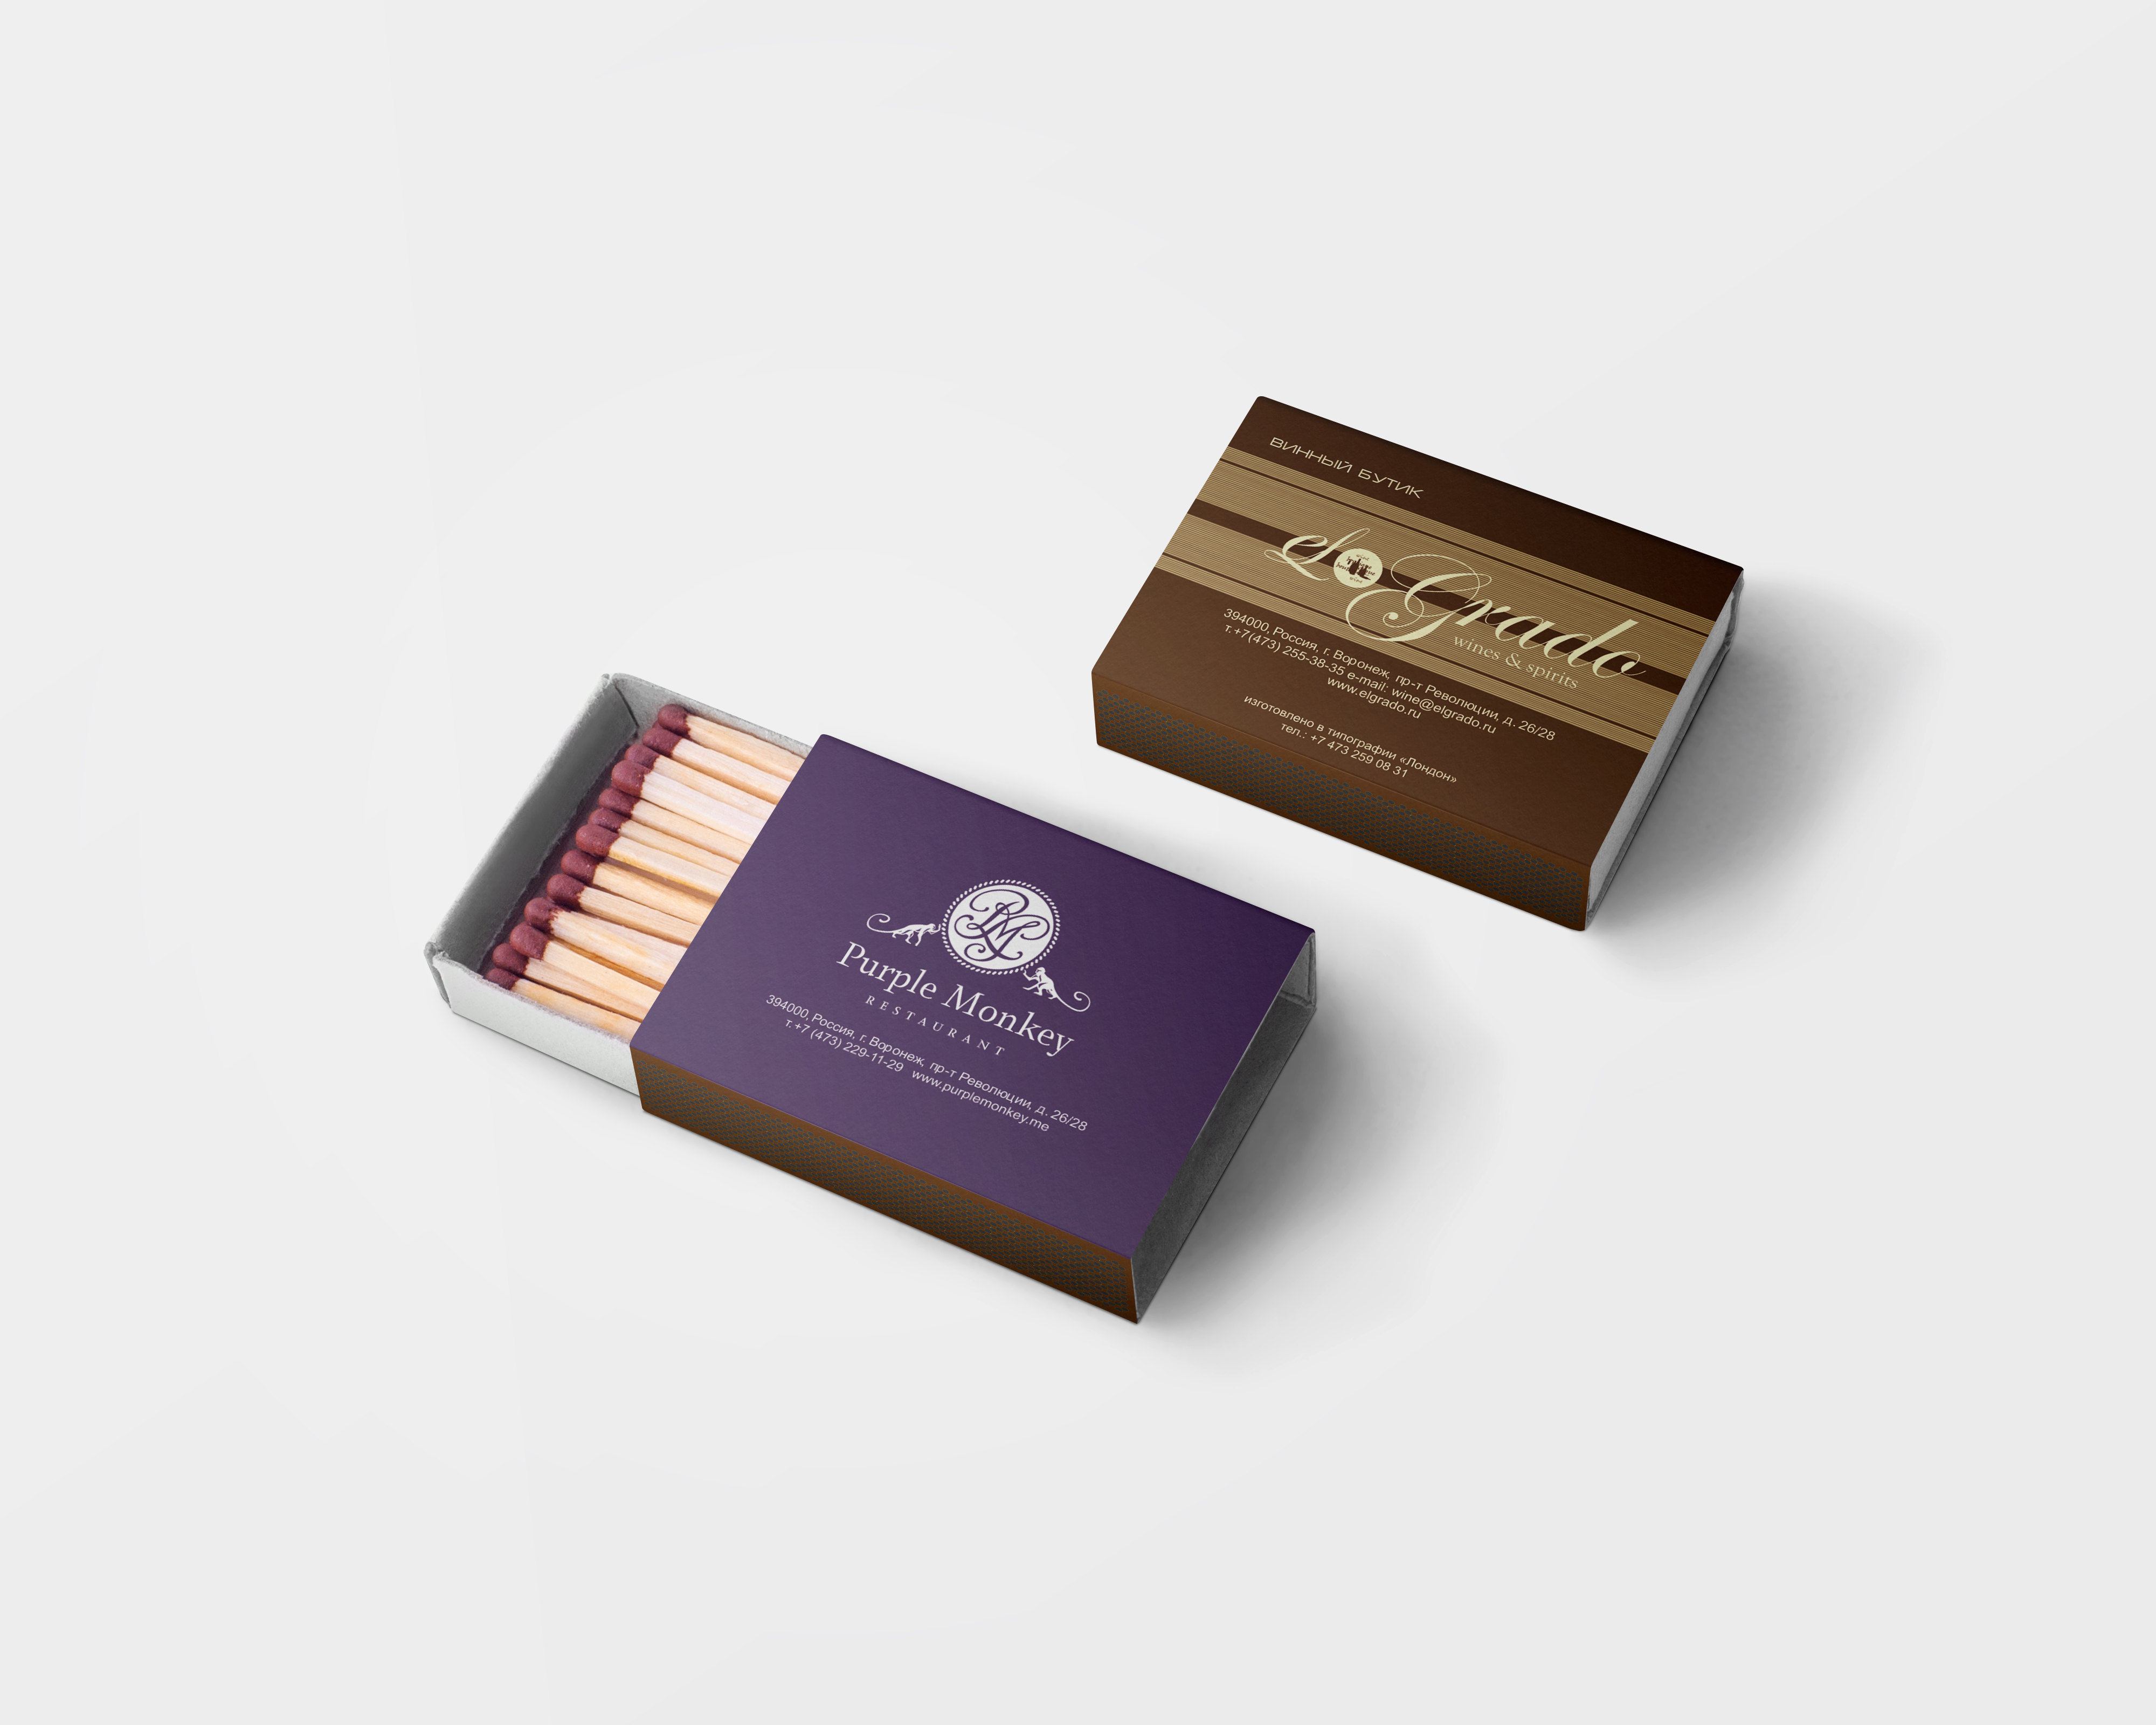 ВИННЫЙ БУТИК
el Grado
wines & spirits
394000, Россия, г. Воронеж, пр-т Революции, д. 26/28
т.+7(473) 255-38-35 e-mail: wine@elgrado.ru
www.elgrado.ru
изготовлено в типографии «Лондон»
тел.: +7 473 259 08 31
PM
Purple Monkey
RESTAURANT
394000, Россия, г. Воронеж, пр-т Революции, д. 26/28
т.+7 (473) 229-11-29 www.purplemonkey.me